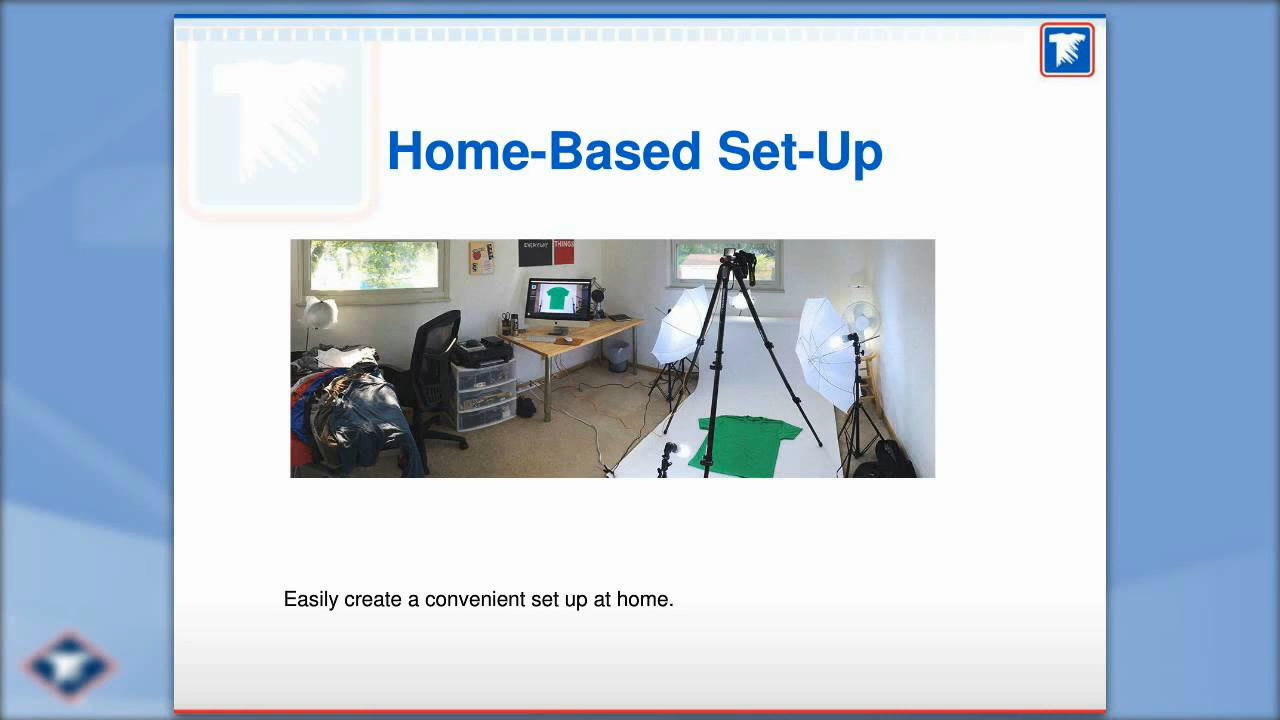 Home-Based Set-Up
EVERYDAY
THINGS
Easily create a convenient set up at home.